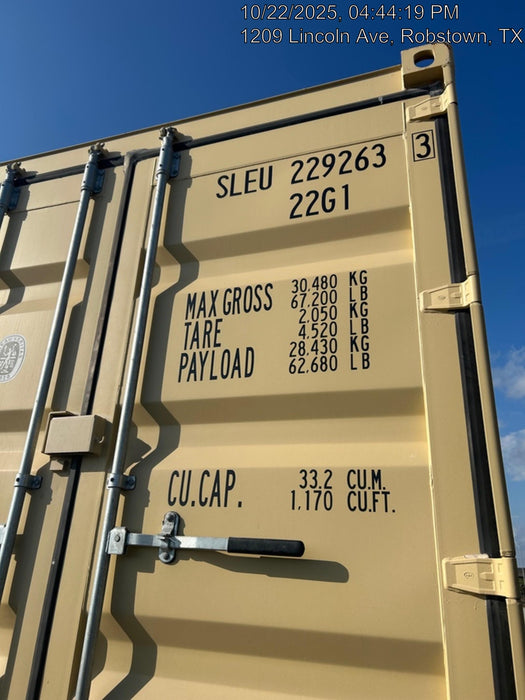 10/22/2025, 04:44:19 PM
1209 Lincoln Ave, Robstown, TX
SLEU 229263 3
22G1
MAX GROSS 30.480 KG
67.200 LB
TARE 2.050 KG
4.520 LB
PAYLOAD 28.430 KG
62.680 LB
CU.CAP. 33.2 CU.M.
1,170 CU.FT.